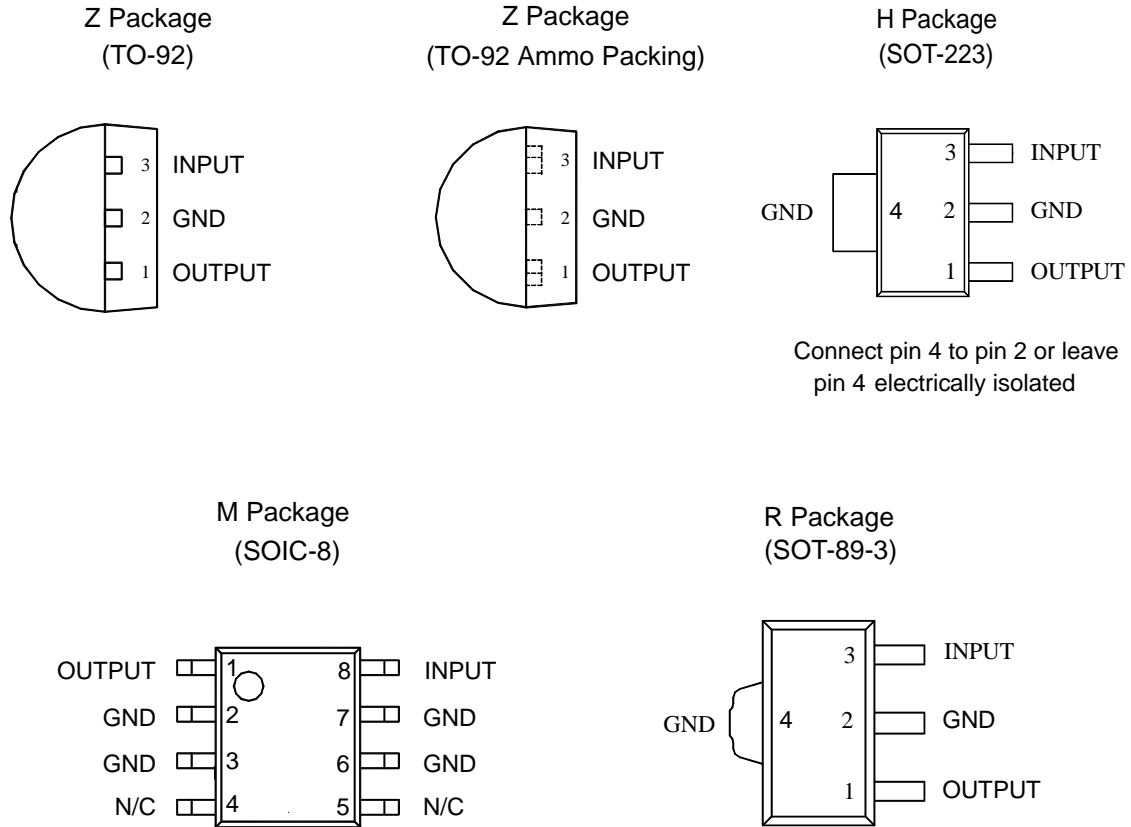 Z Package
(TO-92)
3 INPUT
2 GND
1 OUTPUT
Z Package
(TO-92 Ammo Packing)
3 INPUT
2 GND
1 OUTPUT
H Package
(SOT-223)
3 INPUT
GND 4 2 GND
1 OUTPUT
Connect pin 4 to pin 2 or leave
pin 4 electrically isolated
M Package
(SOIC-8)
OUTPUT 1 8 INPUT
GND 2 7 GND
GND 3 6 GND
N/C 4 5 N/C
R Package
(SOT-89-3)
3 INPUT
GND 4 2 GND
1 OUTPUT